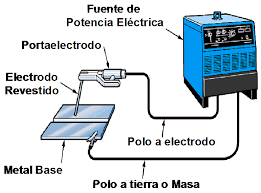 Fuente de
Potencia Eléctrica
Portaelectrodo
Electrodo
Revestido
Polo a electrodo
Metal Base
Polo a tierra o Masa